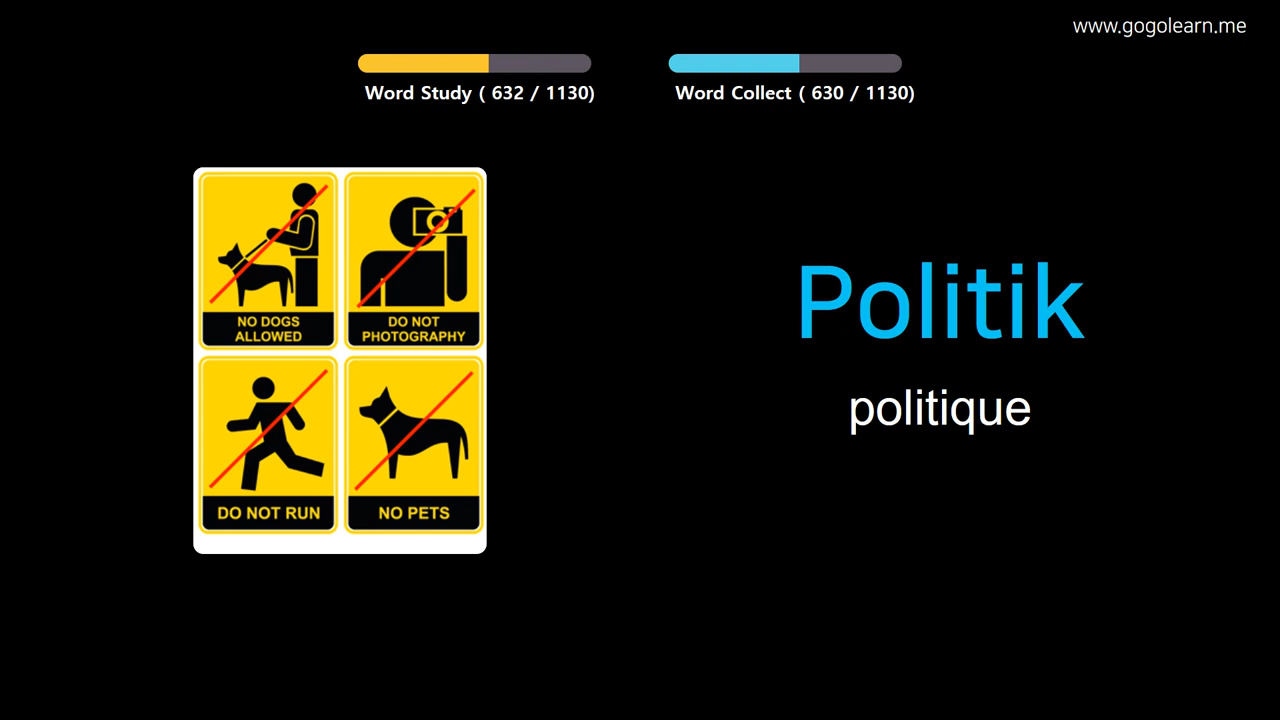 www.gogolearn.me
Word Study ( 632 / 1130)
Word Collect ( 630 / 1130)
NO DOGS
ALLOWED
DO NOT
PHOTOGRAPHY
DO NOT RUN
NO PETS
Politik
politique